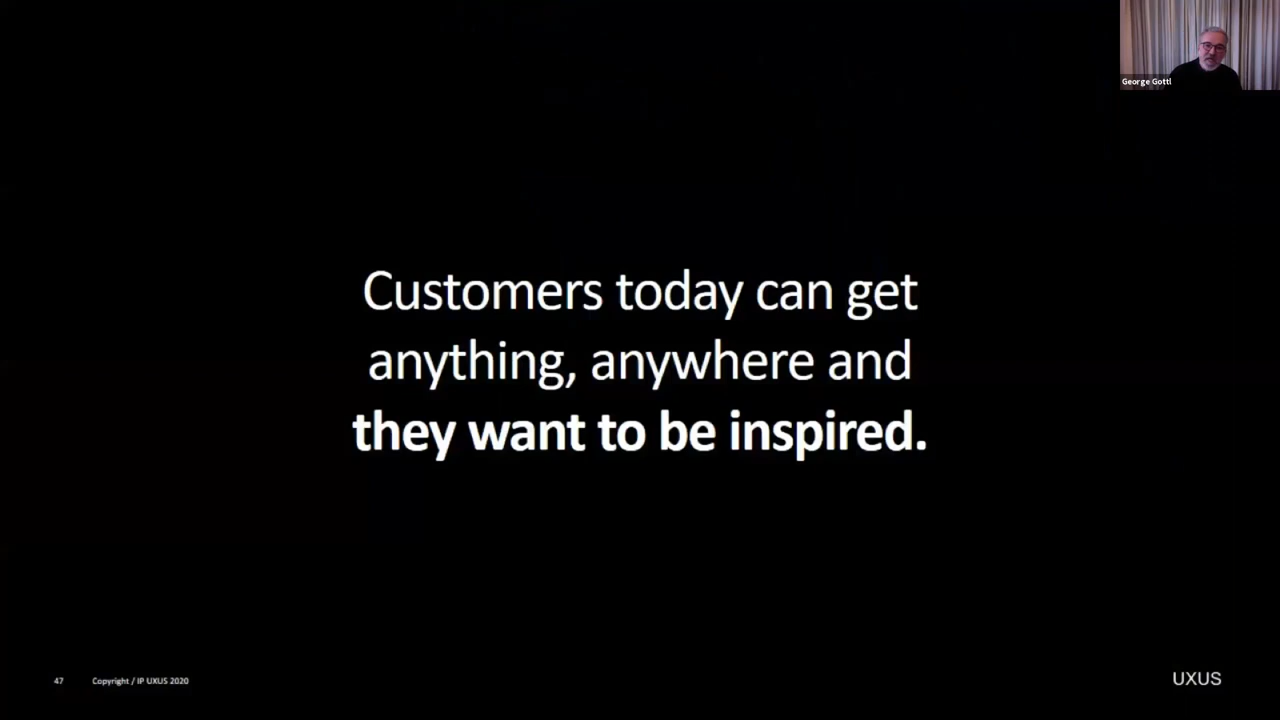 George Gottl
Customers today can get
anything, anywhere and
they want to be inspired.
47
Copyright / IP UXUS 2020
UXUS